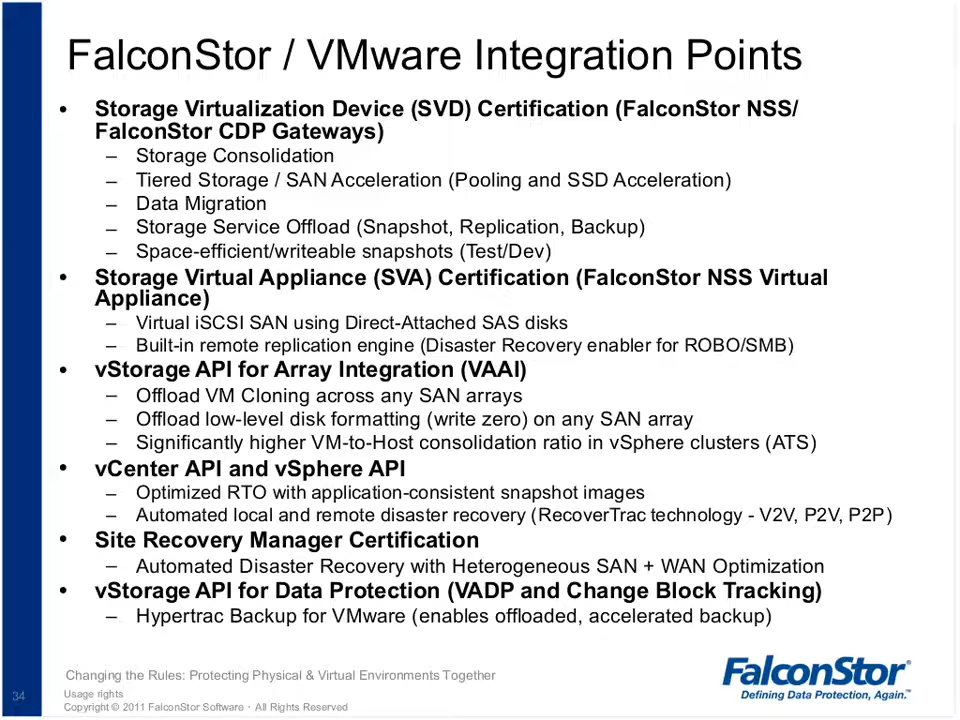 FalconStor / VMware Integration Points
• Storage Virtualization Device (SVD) Certification (FalconStor NSS/
FalconStor CDP Gateways)
– Storage Consolidation
– Tiered Storage / SAN Acceleration (Pooling and SSD Acceleration)
– Data Migration
– Storage Service Offload (Snapshot, Replication, Backup)
– Space-efficient/writeable snapshots (Test/Dev)
• Storage Virtual Appliance (SVA) Certification (FalconStor NSS Virtual
Appliance)
– Virtual iSCSI SAN using Direct-Attached SAS disks
– Built-in remote replication engine (Disaster Recovery enabler for ROBO/SMB)
• vStorage API for Array Integration (VAAI)
– Offload VM Cloning across any SAN arrays
– Offload low-level disk formatting (write zero) on any SAN array
– Significantly higher VM-to-Host consolidation ratio in vSphere clusters (ATS)
• vCenter API and vSphere API
– Optimized RTO with application-consistent snapshot images
– Automated local and remote disaster recovery (RecoverTrac technology - V2V, P2V, P2P)
• Site Recovery Manager Certification
– Automated Disaster Recovery with Heterogeneous SAN + WAN Optimization
• vStorage API for Data Protection (VADP and Change Block Tracking)
– Hypertrac Backup for VMware (enables offloaded, accelerated backup)
Changing the Rules: Protecting Physical & Virtual Environments Together
34
Usage rights
Copyright © 2011 FalconStor Software · All Rights Reserved
FalconStor®
Defining Data Protection, Again.™